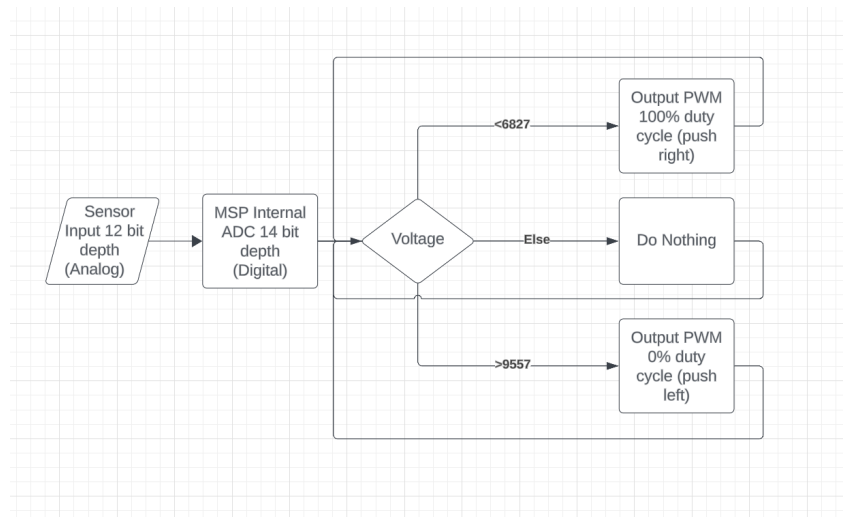 Sensor
Input 12 bit
depth
(Analog)
MSP Internal
ADC 14 bit
depth
(Digital)
Voltage
<6827
Output PWM
100% duty
cycle (push
right)
Else
Do Nothing
>9557
Output PWM
0% duty
cycle (push
left)